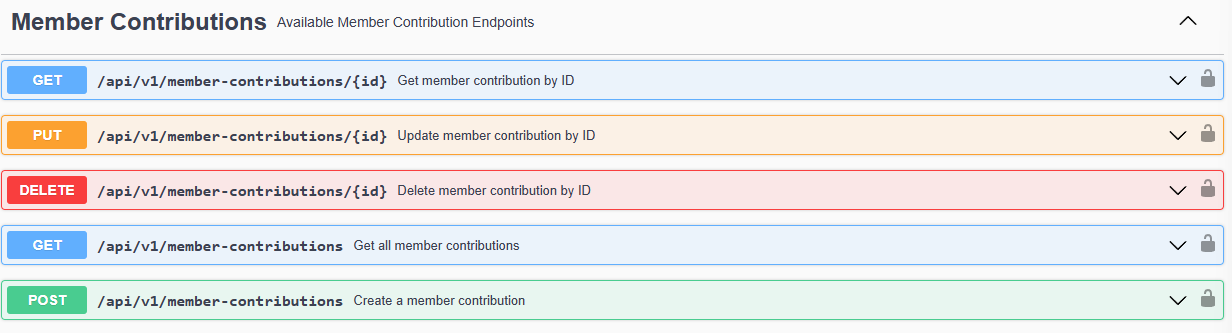 Member Contributions Available Member Contribution Endpoints
GET /api/v1/member-contributions/{id} Get member contribution by ID
PUT /api/v1/member-contributions/{id} Update member contribution by ID
DELETE /api/v1/member-contributions/{id} Delete member contribution by ID
GET /api/v1/member-contributions Get all member contributions
POST /api/v1/member-contributions Create a member contribution